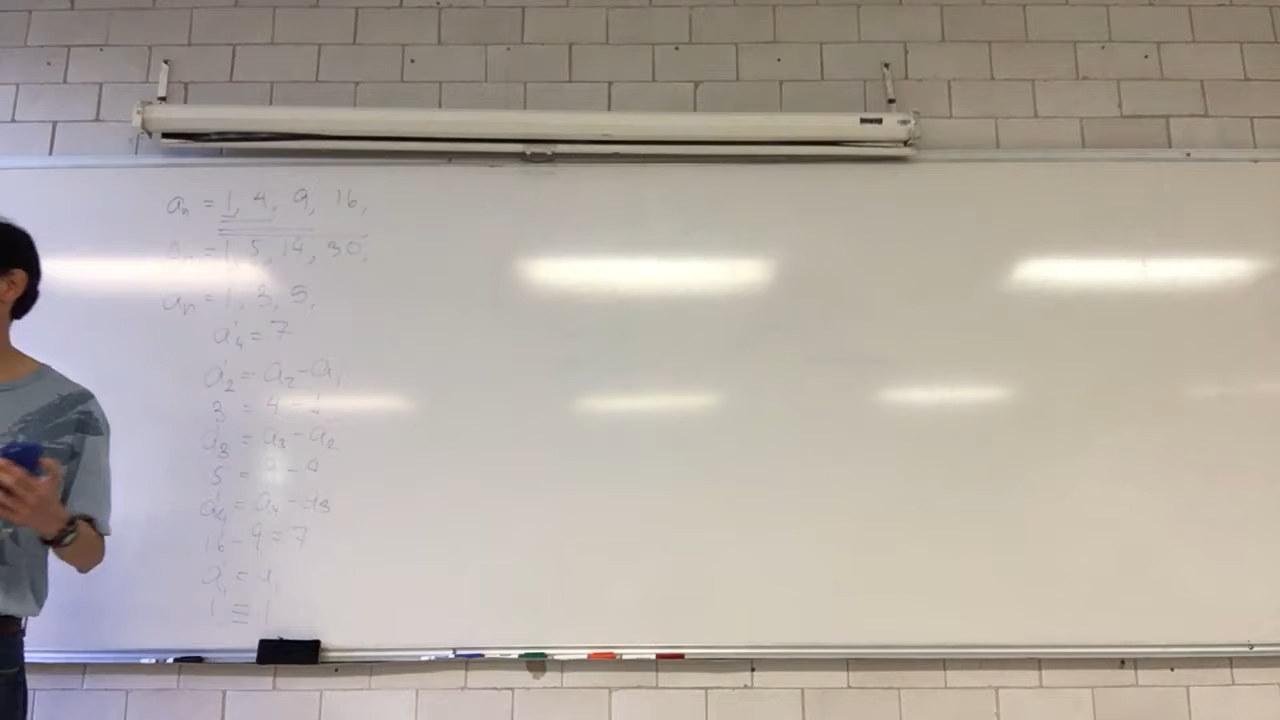 aₙ = 1, 4, 9, 16,
aₙ = 1, 5, 14, 30,
aₙ = 1, 3, 5,
a'₄ = 7
a'₂ = a₂ - a₁
3 = 4 - 1
a'₃ = a₃ - a₂
5 = 9 - 4
a'₄ = a₄ - a₃
16 - 9 = 7
a'₁ = a₁
1 = 1